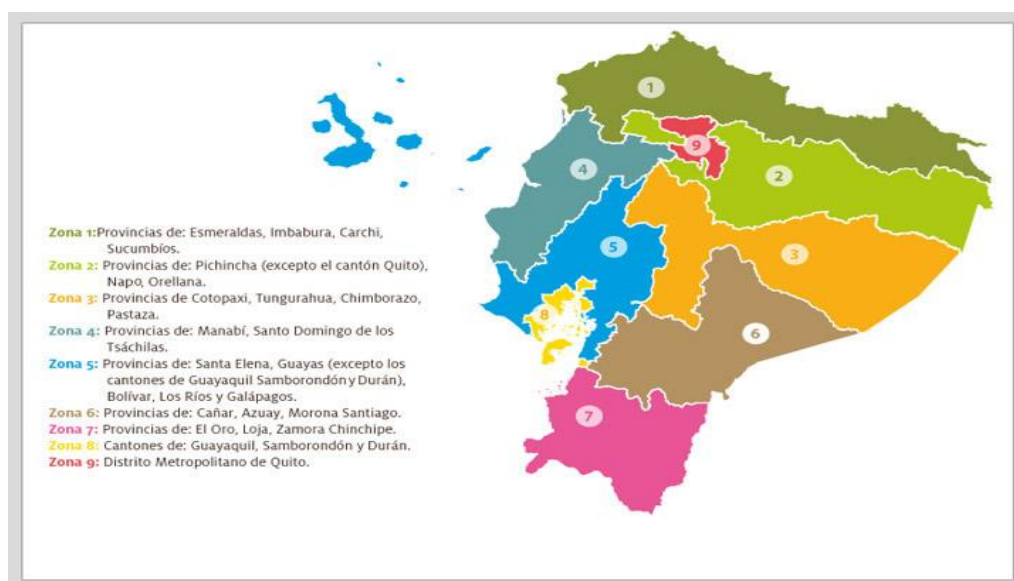 Zona 1:Provincias de: Esmeraldas, Imbabura, Carchi,
Sucumbíos.
Zona 2: Provincias de: Pichincha (excepto el cantón Quito),
Napo, Orellana.
Zona 3: Provincias de Cotopaxi, Tungurahua, Chimborazo,
Pastaza.
Zona 4: Provincias de: Manabí, Santo Domingo de los
Tsáchilas.
Zona 5: Provincias de: Santa Elena, Guayas (excepto los
cantones de Guayaquil Samborondón y Durán),
Bolívar, Los Ríos y Galápagos.
Zona 6: Provincias de: Cañar, Azuay, Morona Santiago.
Zona 7: Provincias de: El Oro, Loja, Zamora Chinchipe.
Zona 8: Cantones de: Guayaquil, Samborondón y Durán.
Zona 9: Distrito Metropolitano de Quito.
1
9
4
2
5
3
8
6
7